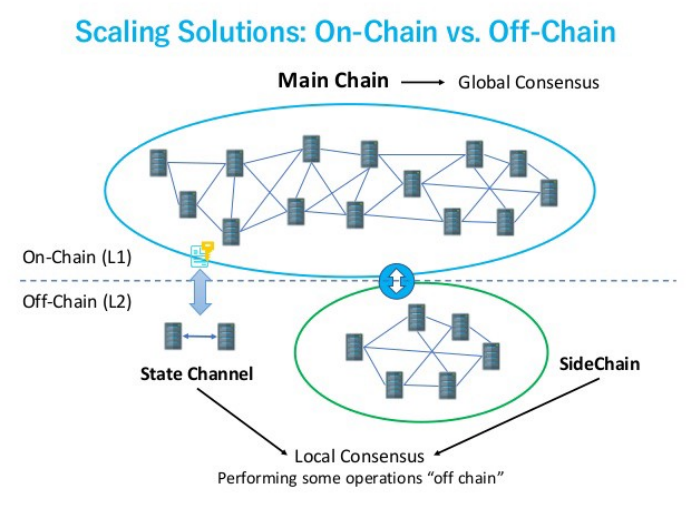 Scaling Solutions: On-Chain vs. Off-Chain
Main Chain
Global Consensus
On-Chain (L1)
Off-Chain (L2)
State Channel
SideChain
Local Consensus
Performing some operations “off chain”